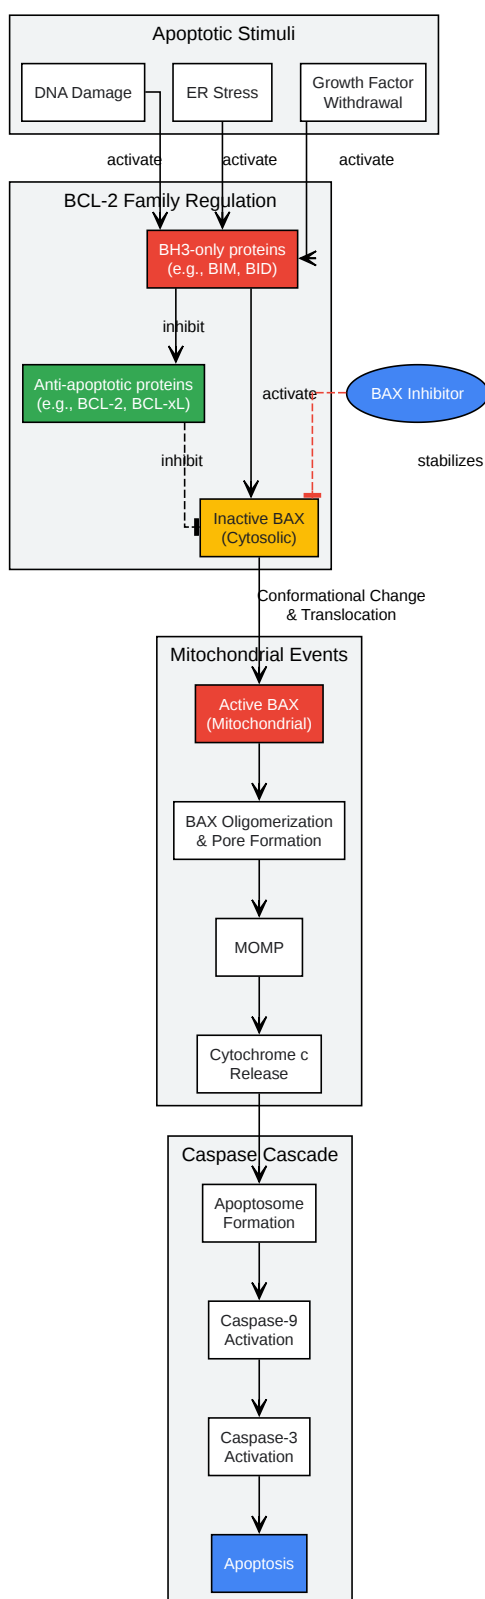 Apoptotic Stimuli
DNA Damage
ER Stress
Growth Factor
Withdrawal
activate
activate
activate
BCL-2 Family Regulation
BH3-only proteins
(e.g., BIM, BID)
inhibit
Anti-apoptotic proteins
(e.g., BCL-2, BCL-xL)
activate
BAX Inhibitor
inhibit
stabilizes
Inactive BAX
(Cytosolic)
Conformational Change
& Translocation
Mitochondrial Events
Active BAX
(Mitochondrial)
BAX Oligomerization
& Pore Formation
MOMP
Cytochrome c
Release
Caspase Cascade
Apoptosome
Formation
Caspase-9
Activation
Caspase-3
Activation
Apoptosis